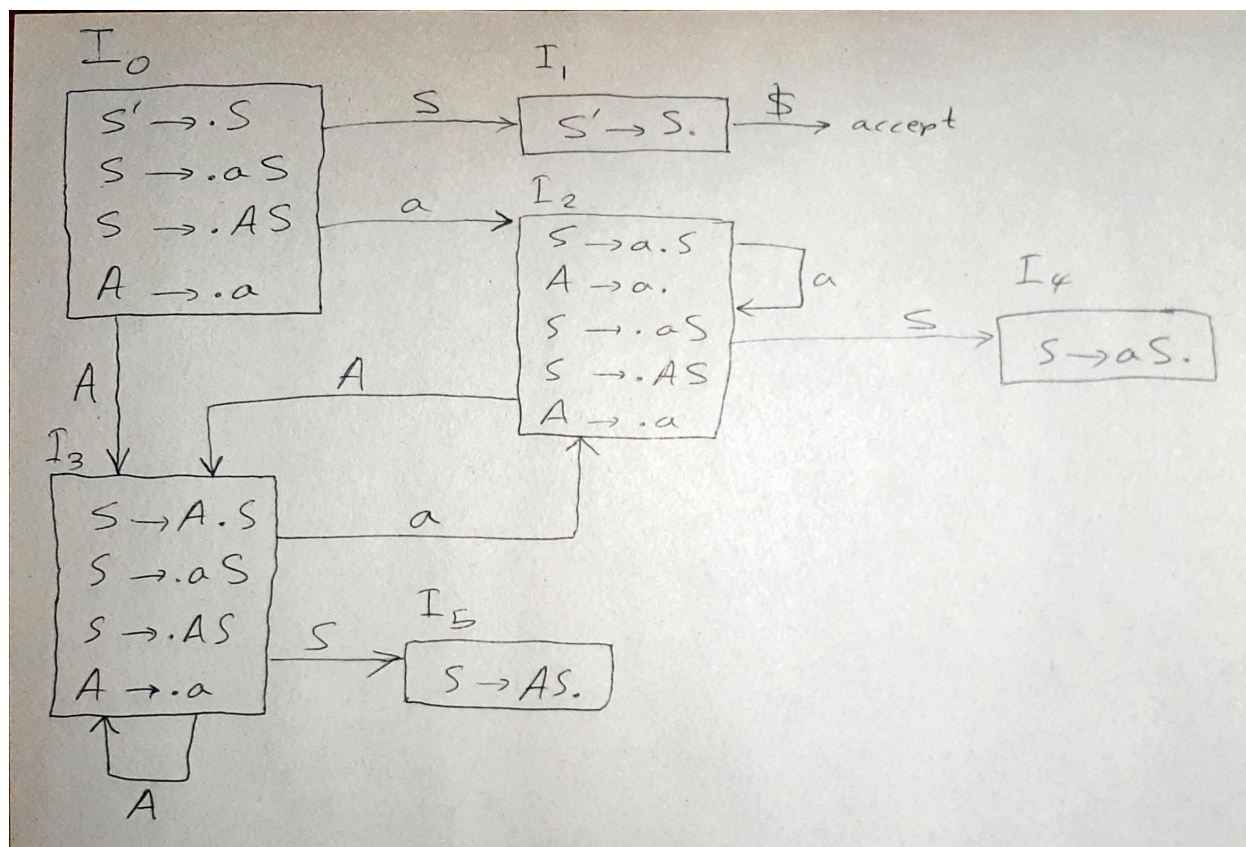 I₀
S' → .S
S → .aS
S → .AS
A → .a
S
I₁
S' → S.
$
accept
a
I₂
S → a.S
A → a.
S → .aS
S → .AS
A → .a
a
S
I₄
S → aS.
A
A
I₃
S → A.S
S → .aS
S → .AS
A → .a
a
S
I₅
S → AS.
A